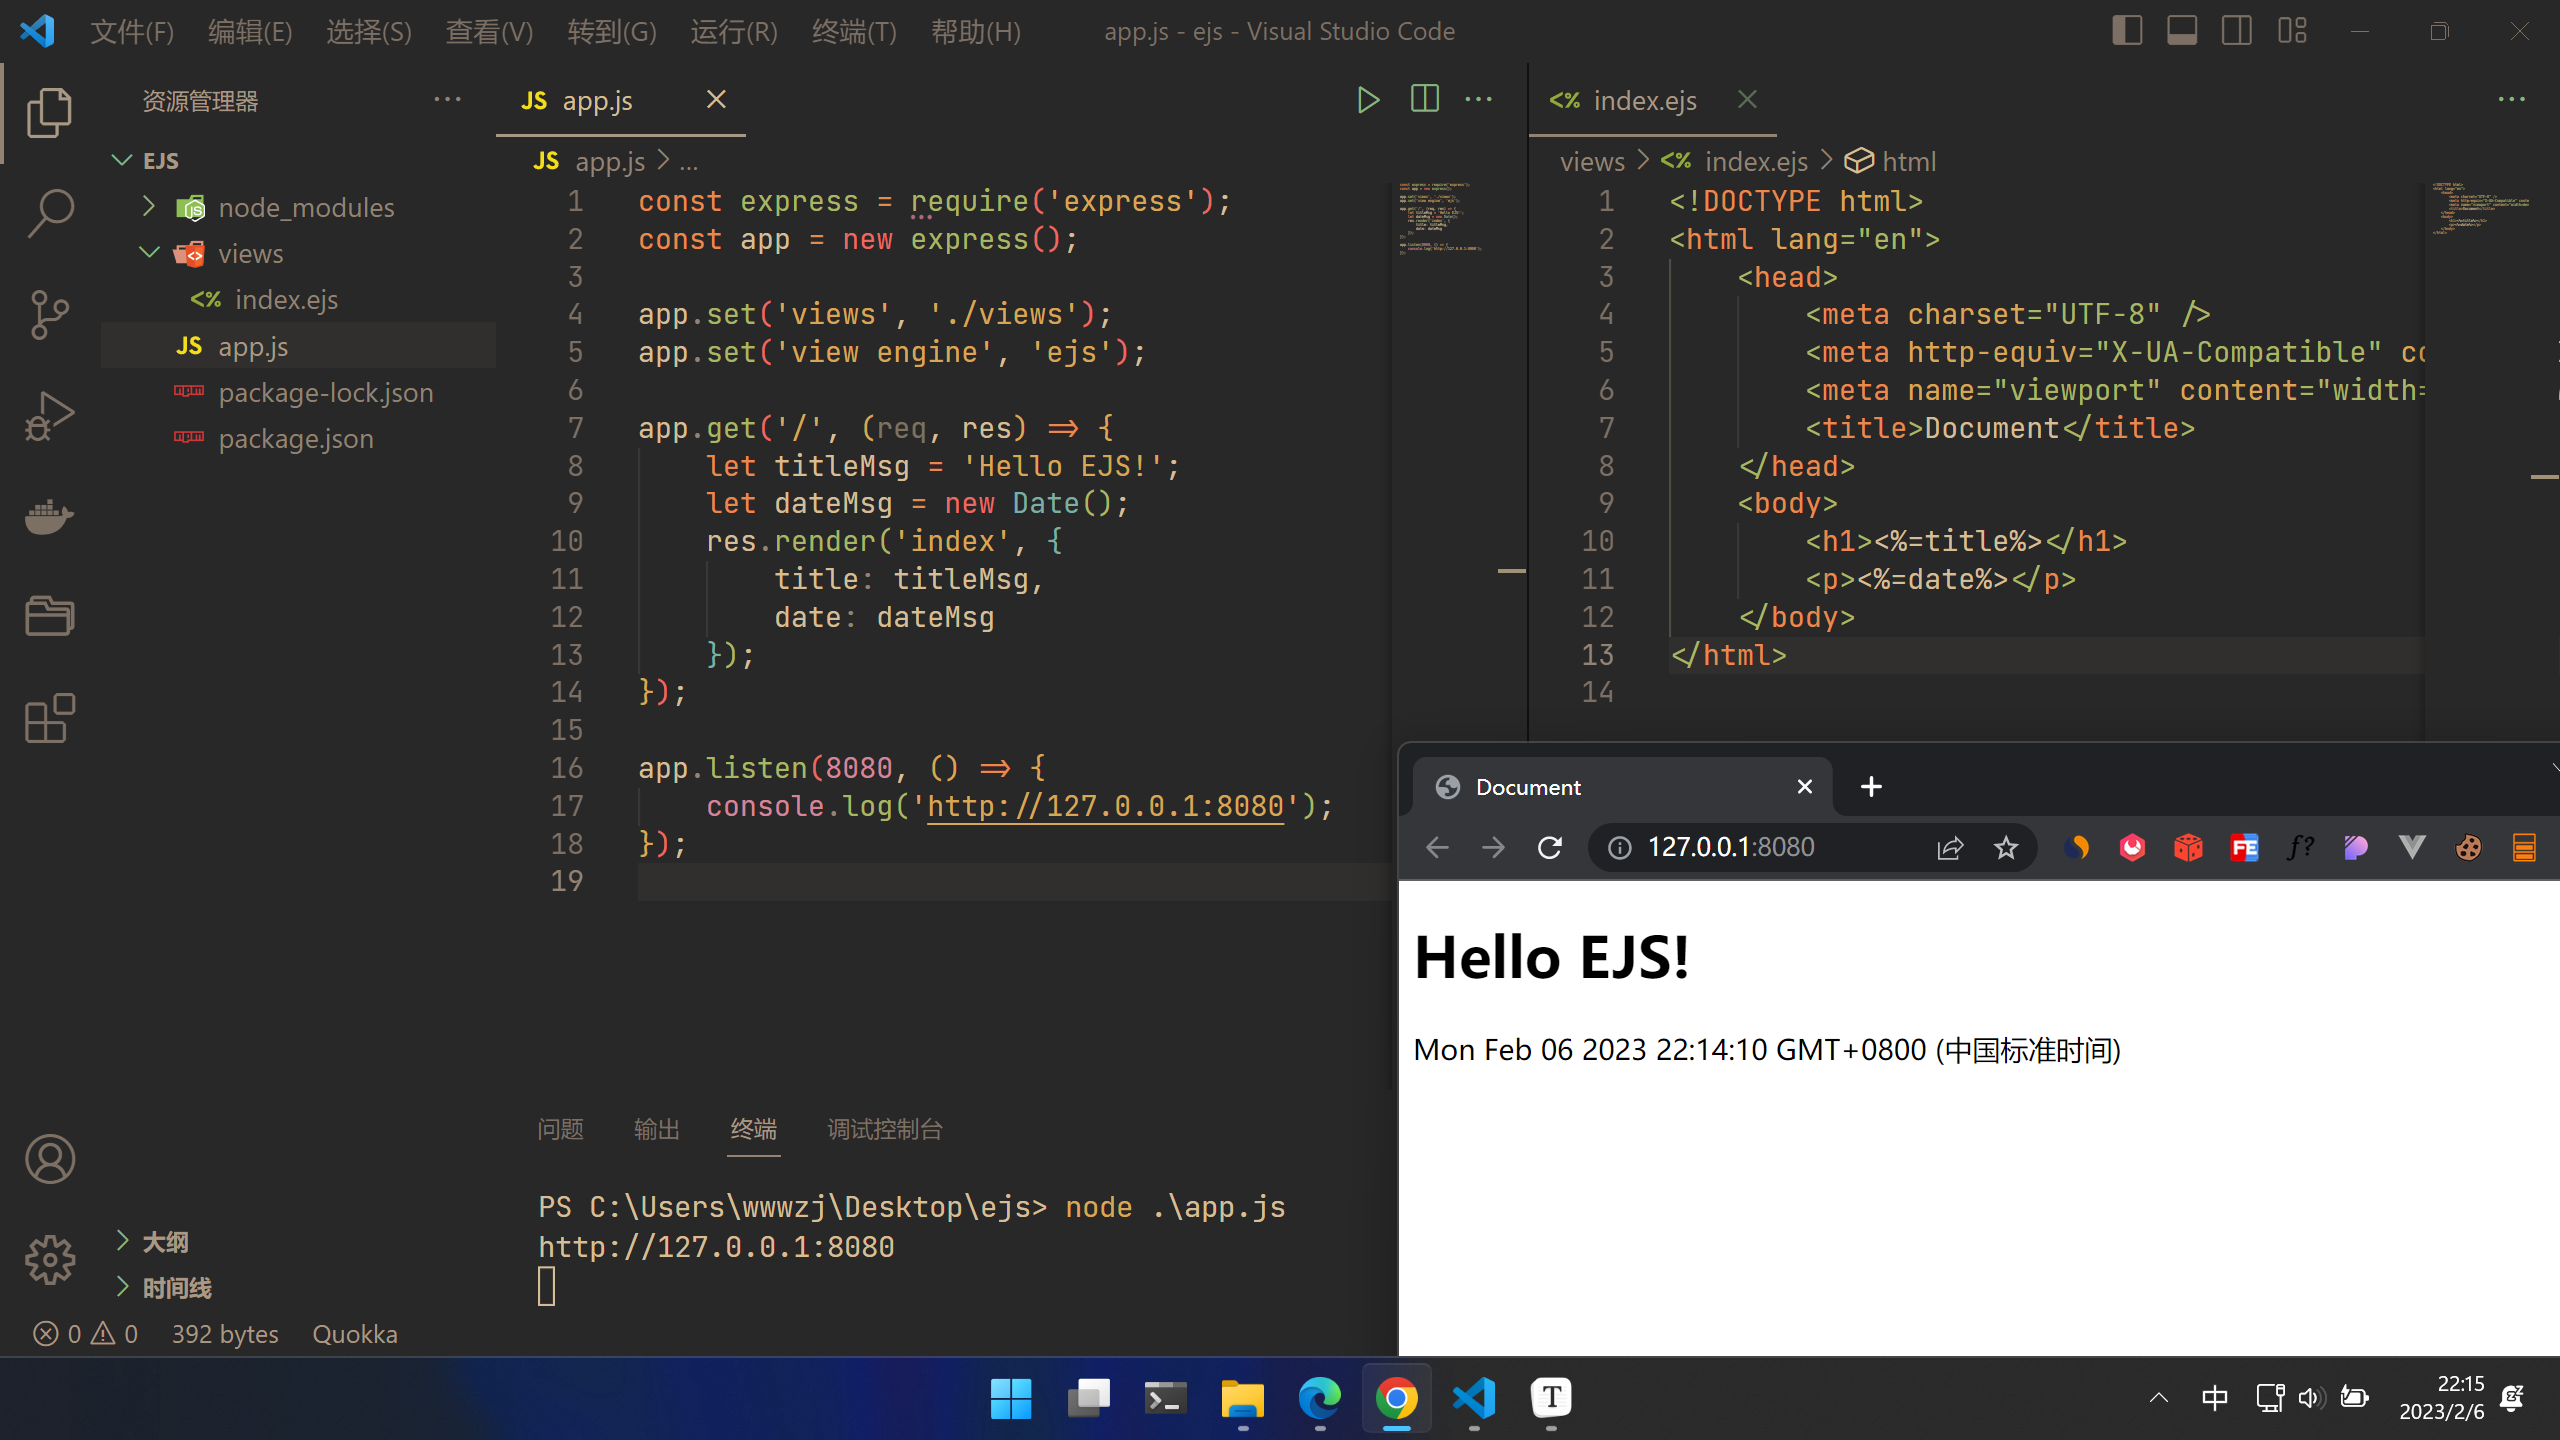 文件(F) 编辑(E) 选择(S) 查看(V) 转到(G) 运行(R) 终端(T) 帮助(H) app.js - ejs - Visual Studio Code
资源管理器
EJS
node_modules
views
index.ejs
app.js
package-lock.json
package.json
大纲
时间线
JS app.js
JS app.js > ...
1 const express = require('express');
2 const app = new express();
3
4 app.set('views', './views');
5 app.set('view engine', 'ejs');
6
7 app.get('/', (req, res) => {
8 let titleMsg = 'Hello EJS!';
9 let dateMsg = new Date();
10 res.render('index', {
11 title: titleMsg,
12 date: dateMsg
13 });
14 });
15
16 app.listen(8080, () => {
17 console.log('http://127.0.0.1:8080');
18 });
19
<% index.ejs
views > <% index.ejs > html
1 <!DOCTYPE html>
2 <html lang="en">
3 <head>
4 <meta charset="UTF-8" />
5 <meta http-equiv="X-UA-Compatible" co
6 <meta name="viewport" content="width=
7 <title>Document</title>
8 </head>
9 <body>
10 <h1><%=title%></h1>
11 <p><%=date%></p>
12 </body>
13 </html>
14
问题 输出 终端 调试控制台
PS C:\Users\wwwzj\Desktop\ejs> node .\app.js
http://127.0.0.1:8080
Document
127.0.0.1:8080
FE f?
Hello EJS!
Mon Feb 06 2023 22:14:10 GMT+0800 (中国标准时间)
0 0 392 bytes Quokka
T
中
22:15
2023/2/6